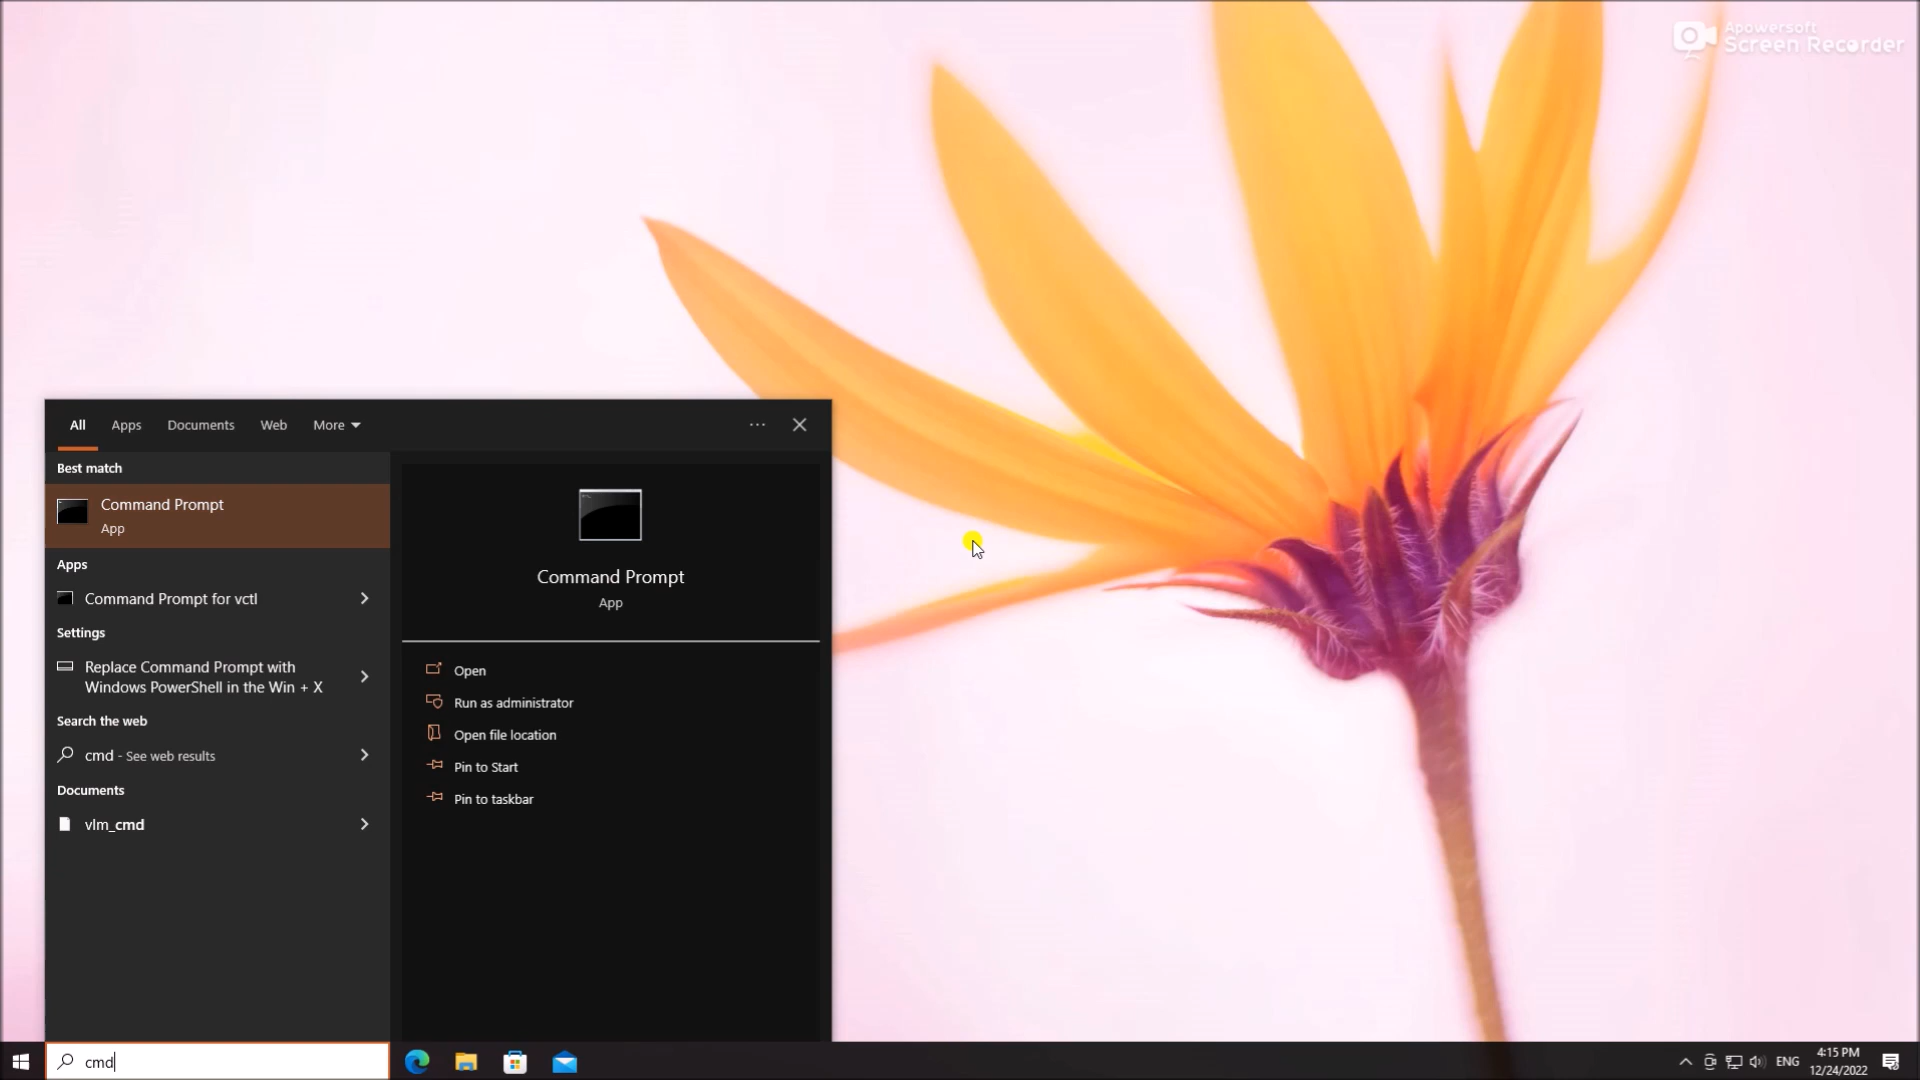 Apowersoft
Screen Recorder
All Apps Documents Web More
Best match
Command Prompt
App
Apps
Command Prompt for vctl
Settings
Replace Command Prompt with
Windows PowerShell in the Win + X
Search the web
cmd - See web results
Documents
vlm_cmd
Command Prompt
App
Open
Run as administrator
Open file location
Pin to Start
Pin to taskbar
cmd
ENG
4:15 PM
12/24/2022